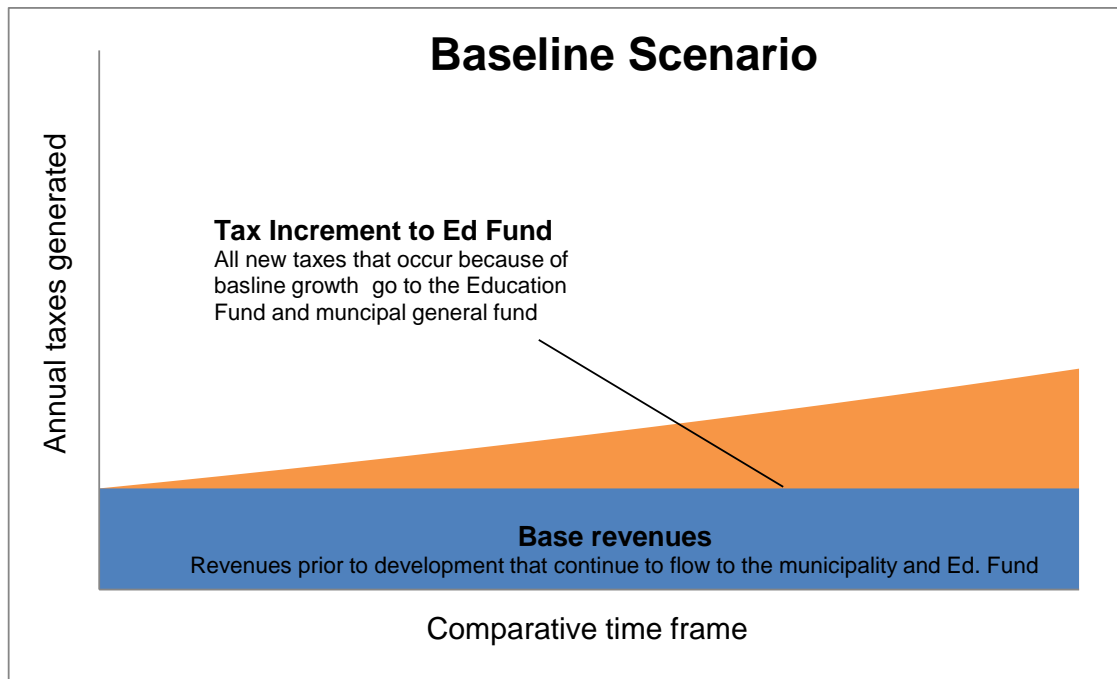 Baseline Scenario
Annual taxes generated
Tax Increment to Ed Fund
All new taxes that occur because of
basline growth  go to the Education
Fund and muncipal general fund
Base revenues
Revenues prior to development that continue to flow to the municipality and Ed. Fund
Comparative time frame